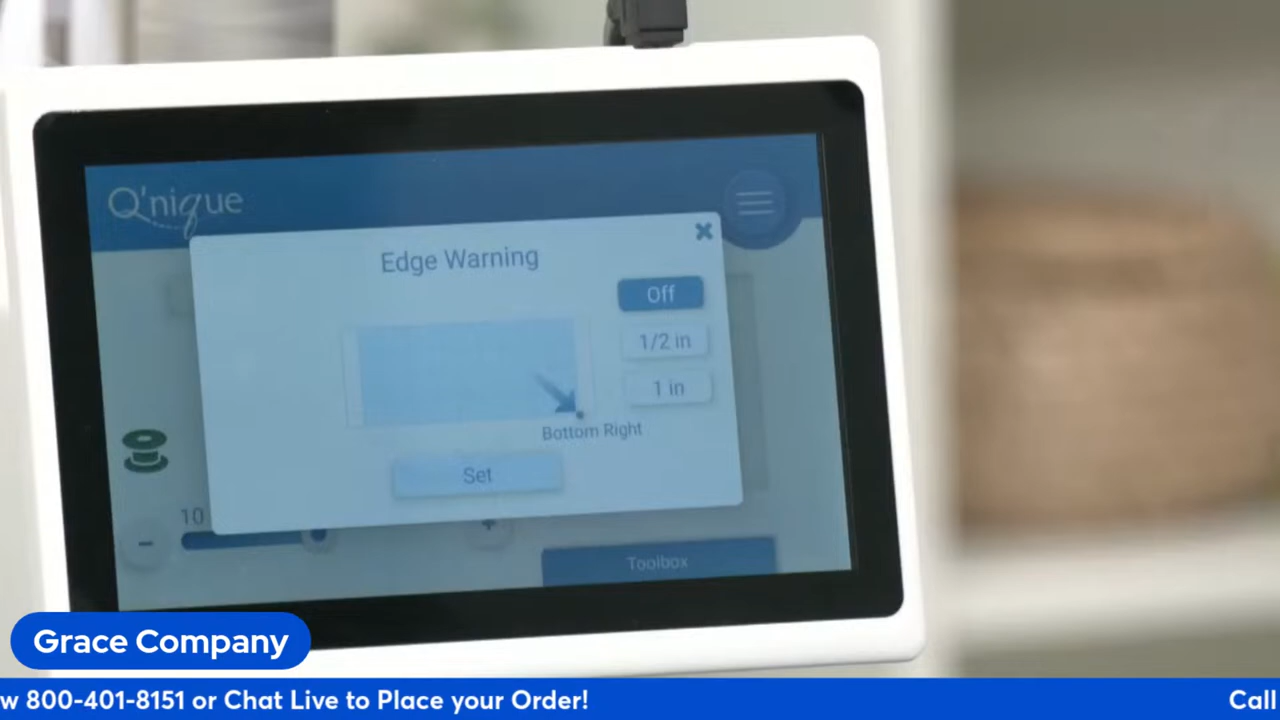 Q'nique
Edge Warning
Off
1/2 in
1 in
Bottom Right
Set
10
Toolbox
Grace Company
w 800-401-8151 or Chat Live to Place your Order!
Call